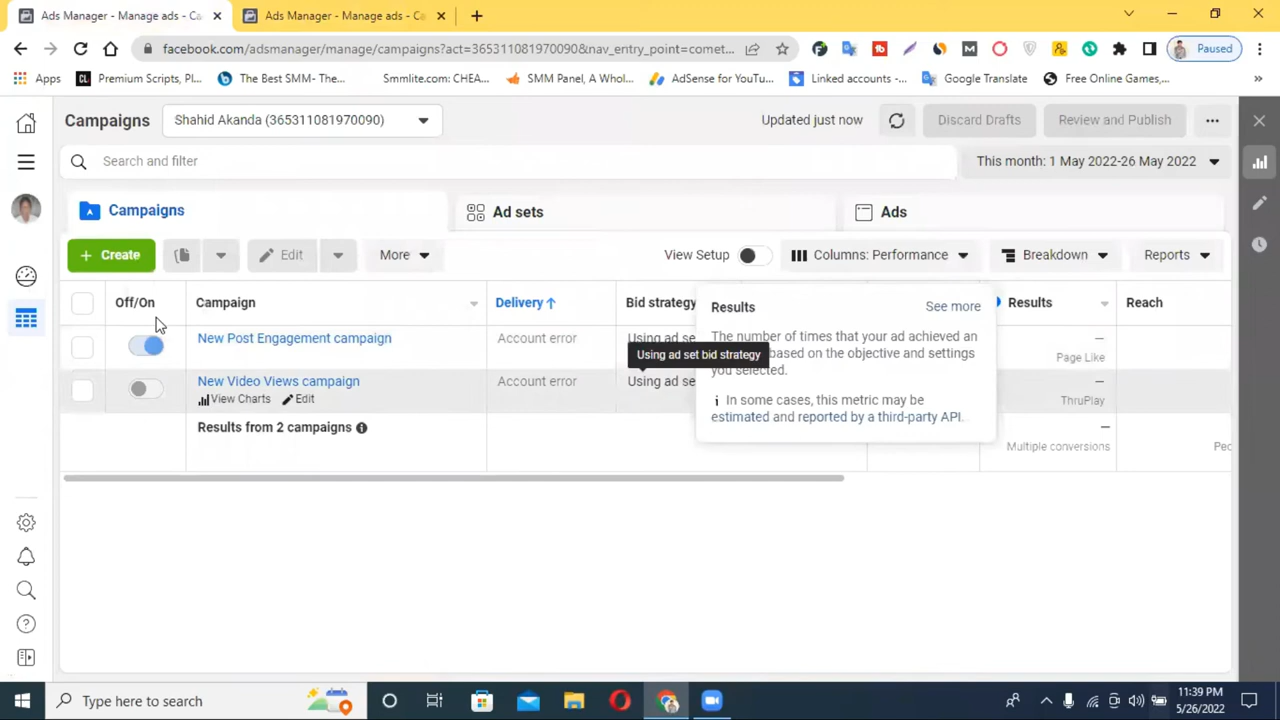 Ads Manager - Manage ads - Ca
Ads Manager - Manage ads - Ca
facebook.com/adsmanager/manage/campaigns?act=365311081970090&nav_entry_point=comet...
Paused
Apps
Premium Scripts, Pl...
The Best SMM- The...
Smmlite.com: CHEA...
SMM Panel, A Whol...
AdSense for YouTu...
Linked accounts -...
Google Translate
Free Online Games,...
Campaigns
Shahid Akanda (365311081970090)
Updated just now
Discard Drafts
Review and Publish
Search and filter
This month: 1 May 2022-26 May 2022
Campaigns
Ad sets
Ads
+ Create
Edit
More
View Setup
Columns: Performance
Breakdown
Reports
Off/On
Campaign
Delivery ↑
Bid strategy
Results
Reach
Results
See more
The number of times that your ad achieved an
based on the objective and settings
you selected.
In some cases, this metric may be
estimated and reported by a third-party API.
New Post Engagement campaign
Account error
Using ad se
—
Page Like
Using ad set bid strategy
New Video Views campaign
View Charts
Edit
Account error
Using ad se
—
ThruPlay
Results from 2 campaigns
—
Multiple conversions
Pec
Type here to search
11:39 PM
5/26/2022